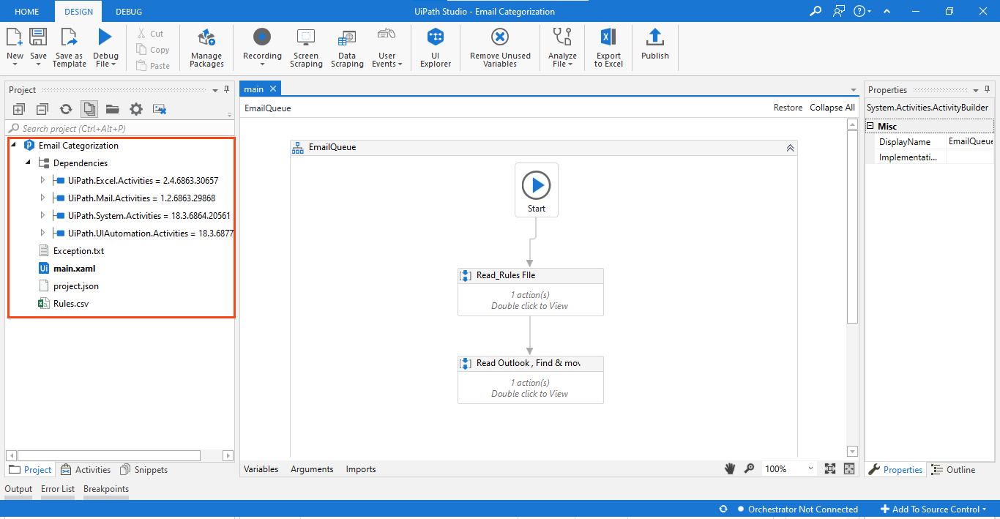 HOME DESIGN DEBUG UiPath Studio - Email Categorization
New Save Save as Template Debug File Cut Copy Paste Manage Packages Recording Screen Scraping Data Scraping User Events UI Explorer Remove Unused Variables Analyze File Export to Excel Publish
Project
Search project (Ctrl+Alt+P)
Email Categorization
Dependencies
UiPath.Excel.Activities = 2.4.6863.30657
UiPath.Mail.Activities = 1.2.6863.29868
UiPath.System.Activities = 18.3.6864.20561
UiPath.UIAutomation.Activities = 18.3.6877
Exception.txt
main.xaml
project.json
Rules.csv
Project Activities Snippets
main
EmailQueue Restore Collapse All
EmailQueue
Start
Read_Rules FIle
1 action(s)
Double click to View
Read Outlook , Find & mov
1 action(s)
Double click to View
Variables Arguments Imports 100%
Properties
System.Activities.ActivityBuilder
Misc
DisplayName EmailQueue
Implementati...
Properties Outline
Output Error List Breakpoints
Orchestrator Not Connected Add To Source Control